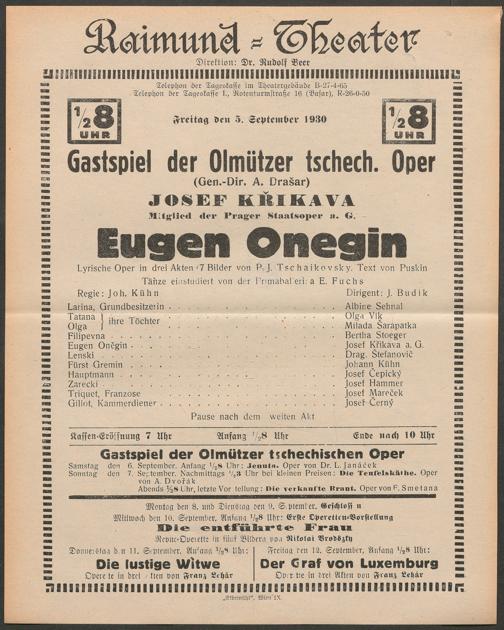 Raimund = Theater
Direktion: Dr. Rudolf Beer
Telephon der Tageskasse im Theatergebäude B-27-4-65
Telephon der Tageskasse I., Rotenturmstraße 16 (Basar), R-26-0-50
1/2 8 UHR
Freitag den 5. September 1930
1/2 8 UHR
Gastspiel der Olmützer tschech. Oper
(Gen.-Dir. A. Drašar)
JOSEF KŘIKAVA
Mitglied der Prager Staatsoper a. G.
Eugen Onegin
Lyrische Oper in drei Akten 7 Bilder von P. J. Tschaikovsky. Text von Puskin
einstudiert von der a E. Fuchs
Regie: Joh. Kühn Dirigent: J. Budik
Larina, Grundbesitzerin Albine Sehnal
Tatana } ihre Töchter Olga Vlk
Olga Milada Šarapatka
Filipevna Bertha Stoeger
Eugen Onĕgin Josef Křikava a. G.
Lenski Drag. Štefanovič
Fürst Gremin Johann Kühn
Hauptmann Josef Čepický
Zarecki Josef Hammer
Triquet, Franzose Josef Mareček
Gillot, Kammerdiener Josef Černý
Pause nach dem weiten Akt
Kassen-Eröffnung 7 Uhr Anfang 1/2 8 Uhr Ende nach 10 Uhr
Gastspiel der Olmützer tschechischen Oper
Samstag den 6. September. Anfang 1/2 8 Uhr: Jenufa. Oper von Dr. L. Janáček
Sonntag den 7. September. Nachmittags 1/2 3 Uhr bei kleinen Preisen: Die Teufelskäthe. Oper
von A. Dvořák
Abends 1/2 8 Uhr, letzte Vorstellung: Die verkaufte Braut. Oper von F. Smetana
Montag den 8. und Dienstag den 9. September. Geschlossen
Mittwoch den 10. September. Anfang 1/2 8 Uhr: Erste Operetten-Vorstellung
Die entführte Frau
Revue-Operette in fünf Bildern von Nikolai Brodszky
Donnerstag den 11. September, Anfang 1/2 8 Uhr:
Die lustige Witwe
Operette in drei Akten von Franz Lehár
Freitag den 12. September, Anfang 1/2 8 Uhr:
Der Graf von Luxemburg
Operette in drei Akten von Franz Lehár